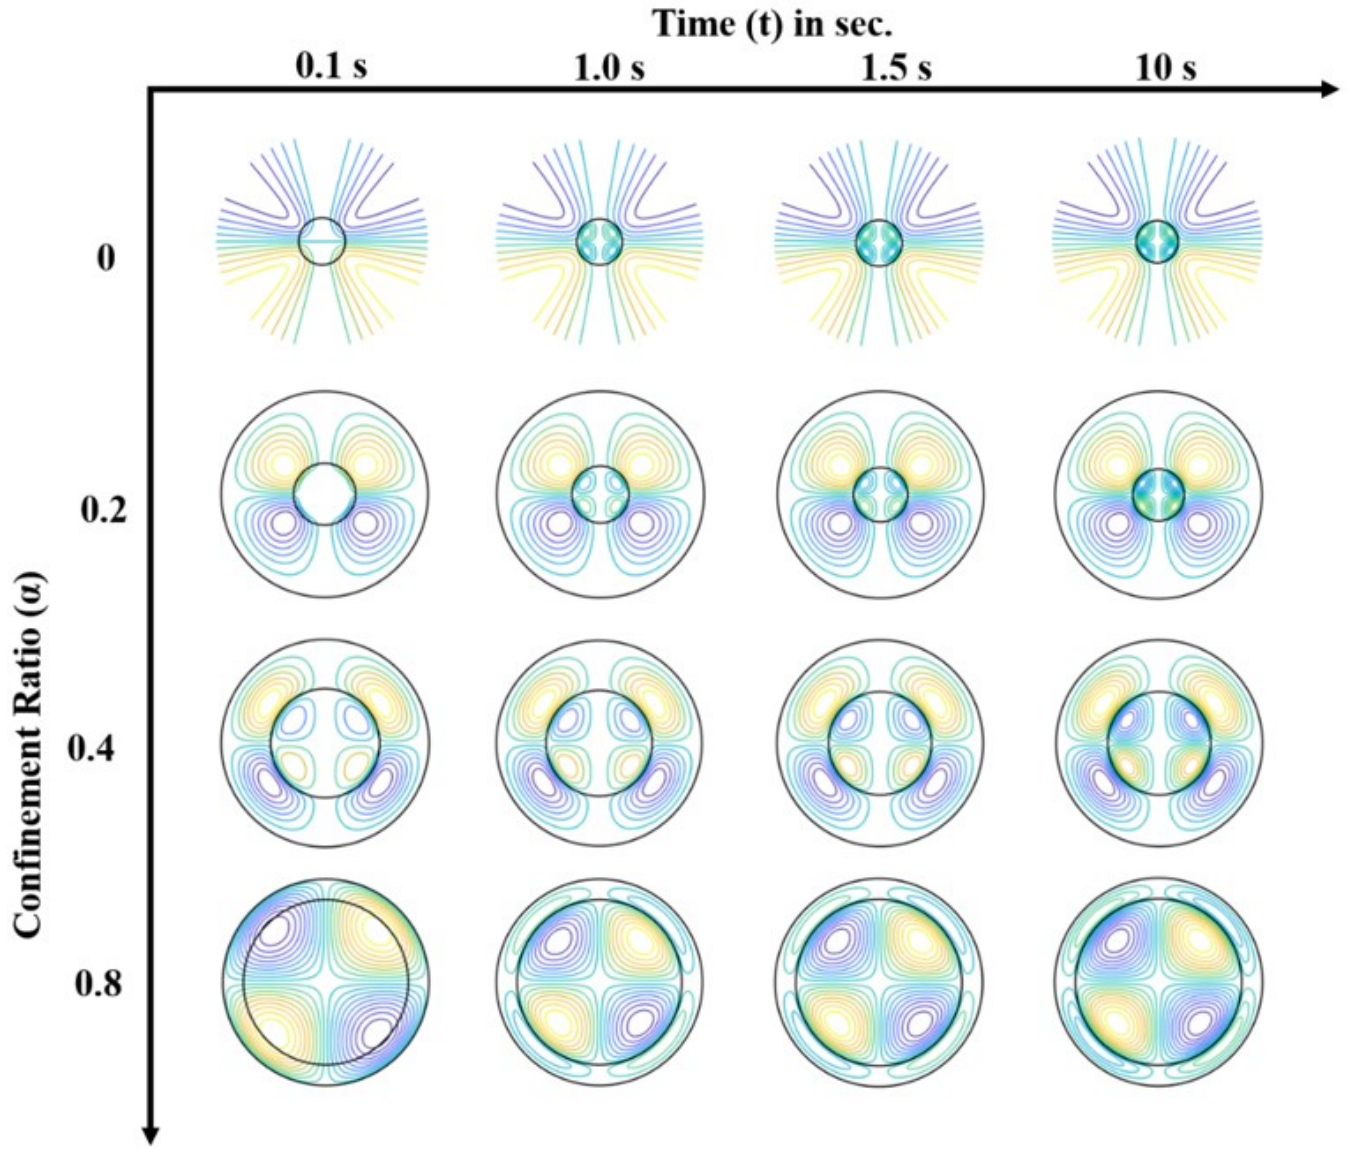 Time (t) in sec.
0.1 s 1.0 s 1.5 s 10 s
0
0.2
0.4
0.8
Confinement Ratio (α)